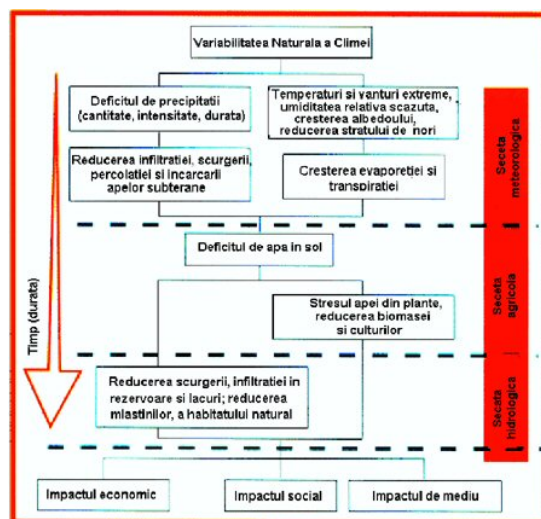 Variabilitatea Naturala a Climei
Deficitul de precipitatii
(cantitate, intensitate, durata)
Temperaturi si vanturi extreme,
umiditatea relativa scazuta,
cresterea albedoului,
reducerea stratului de nori
Reducerea infiltratiei, scurgerii,
percolatiei si incarcarii
apelor subterane
Cresterea evaporeției si
transpiratiei
Seceta
meteorologica
Deficitul de apa in sol
Timp (durata)
Stresul apei din plante,
reducerea biomasei
si culturilor
Seceta
agricola
Reducerea scurgerii, infiltratiei in
rezervoare si lacuri; reducerea
mlastinilor, a habitatului natural
Secata
hidrologica
Impactul economic
Impactul social
Impactul de mediu